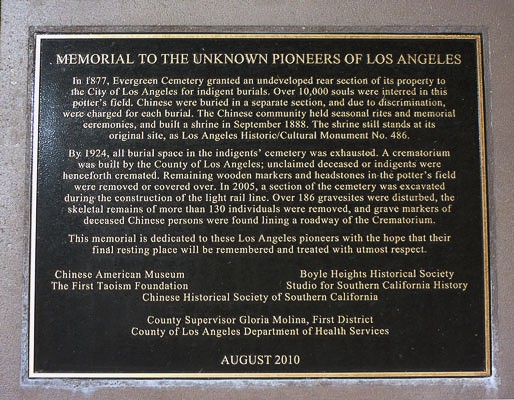 MEMORIAL TO THE UNKNOWN PIONEERS OF LOS ANGELES
In 1877, Evergreen Cemetery granted an undeveloped rear section of its property to
the City of Los Angeles for indigent burials. Over 10,000 souls were interred in this
potter's field. Chinese were buried in a separate section, and due to discrimination,
were charged for each burial. The Chinese community held seasonal rites and memorial
ceremonies, and built a shrine in September 1888. The shrine still stands at its
original site, as Los Angeles Historic/Cultural Monument No. 486.
By 1924, all burial space in the indigents' cemetery was exhausted. A crematorium
was built by the County of Los Angeles; unclaimed deceased or indigents were
henceforth cremated. Remaining wooden markers and headstones in the potter's field
were removed or covered over. In 2005, a section of the cemetery was excavated
during the construction of the light rail line. Over 186 gravesites were disturbed, the
skeletal remains of more than 130 individuals were removed, and grave markers of
deceased Chinese persons were found lining a roadway of the Crematorium.
This memorial is dedicated to these Los Angeles pioneers with the hope that their
final resting place will be remembered and treated with utmost respect.
Chinese American Museum
Boyle Heights Historical Society
The First Taoism Foundation
Studio for Southern California History
Chinese Historical Society of Southern California
County Supervisor Gloria Molina, First District
County of Los Angeles Department of Health Services
AUGUST 2010